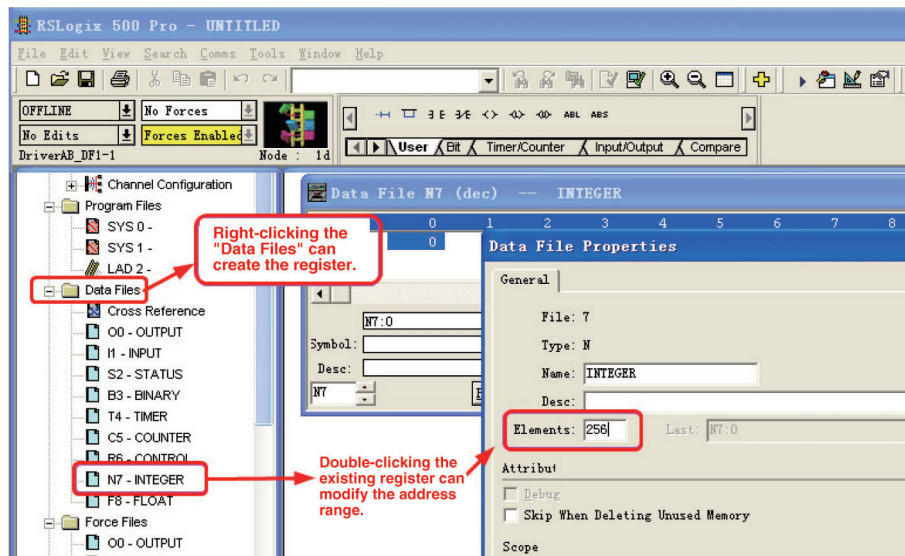 RSLogix 500 Pro - UNTITLED
File Edit View Search Comms Tools Window Help
OFFLINE No Forces
No Edits Forces Enabled
DriverAB_DF1-1 Node : 1d
ABL ABS
User Bit Timer/Counter Input/Output Compare
Channel Configuration
Program Files
SYS 0 -
SYS 1 -
LAD 2 -
Data Files
Cross Reference
O0 - OUTPUT
I1 - INPUT
S2 - STATUS
B3 - BINARY
T4 - TIMER
C5 - COUNTER
R6 - CONTROL
N7 - INTEGER
F8 - FLOAT
Force Files
O0 - OUTPUT
Right-clicking the
"Data Files" can
create the register.
Double-clicking the
existing register can
modify the address
range.
Data File N7 (dec) -- INTEGER
0 1 2 3 4 5 6 7 8
0
N7:0
Symbol:
Desc:
N7
Data File Properties
General
File: 7
Type: N
Name: INTEGER
Desc:
Elements: 256 Last: N7:0
Attribut
Debug
Skip When Deleting Unused Memory
Scope